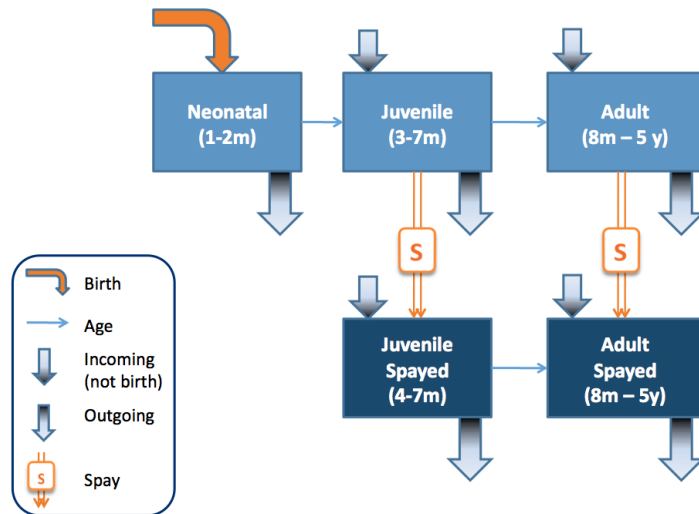 Neonatal
(1-2m)
Juvenile
(3-7m)
Adult
(8m – 5 y)
S
S
Juvenile
Spayed
(4-7m)
Adult
Spayed
(8m – 5y)
Birth
Age
Incoming
(not birth)
Outgoing
S
Spay